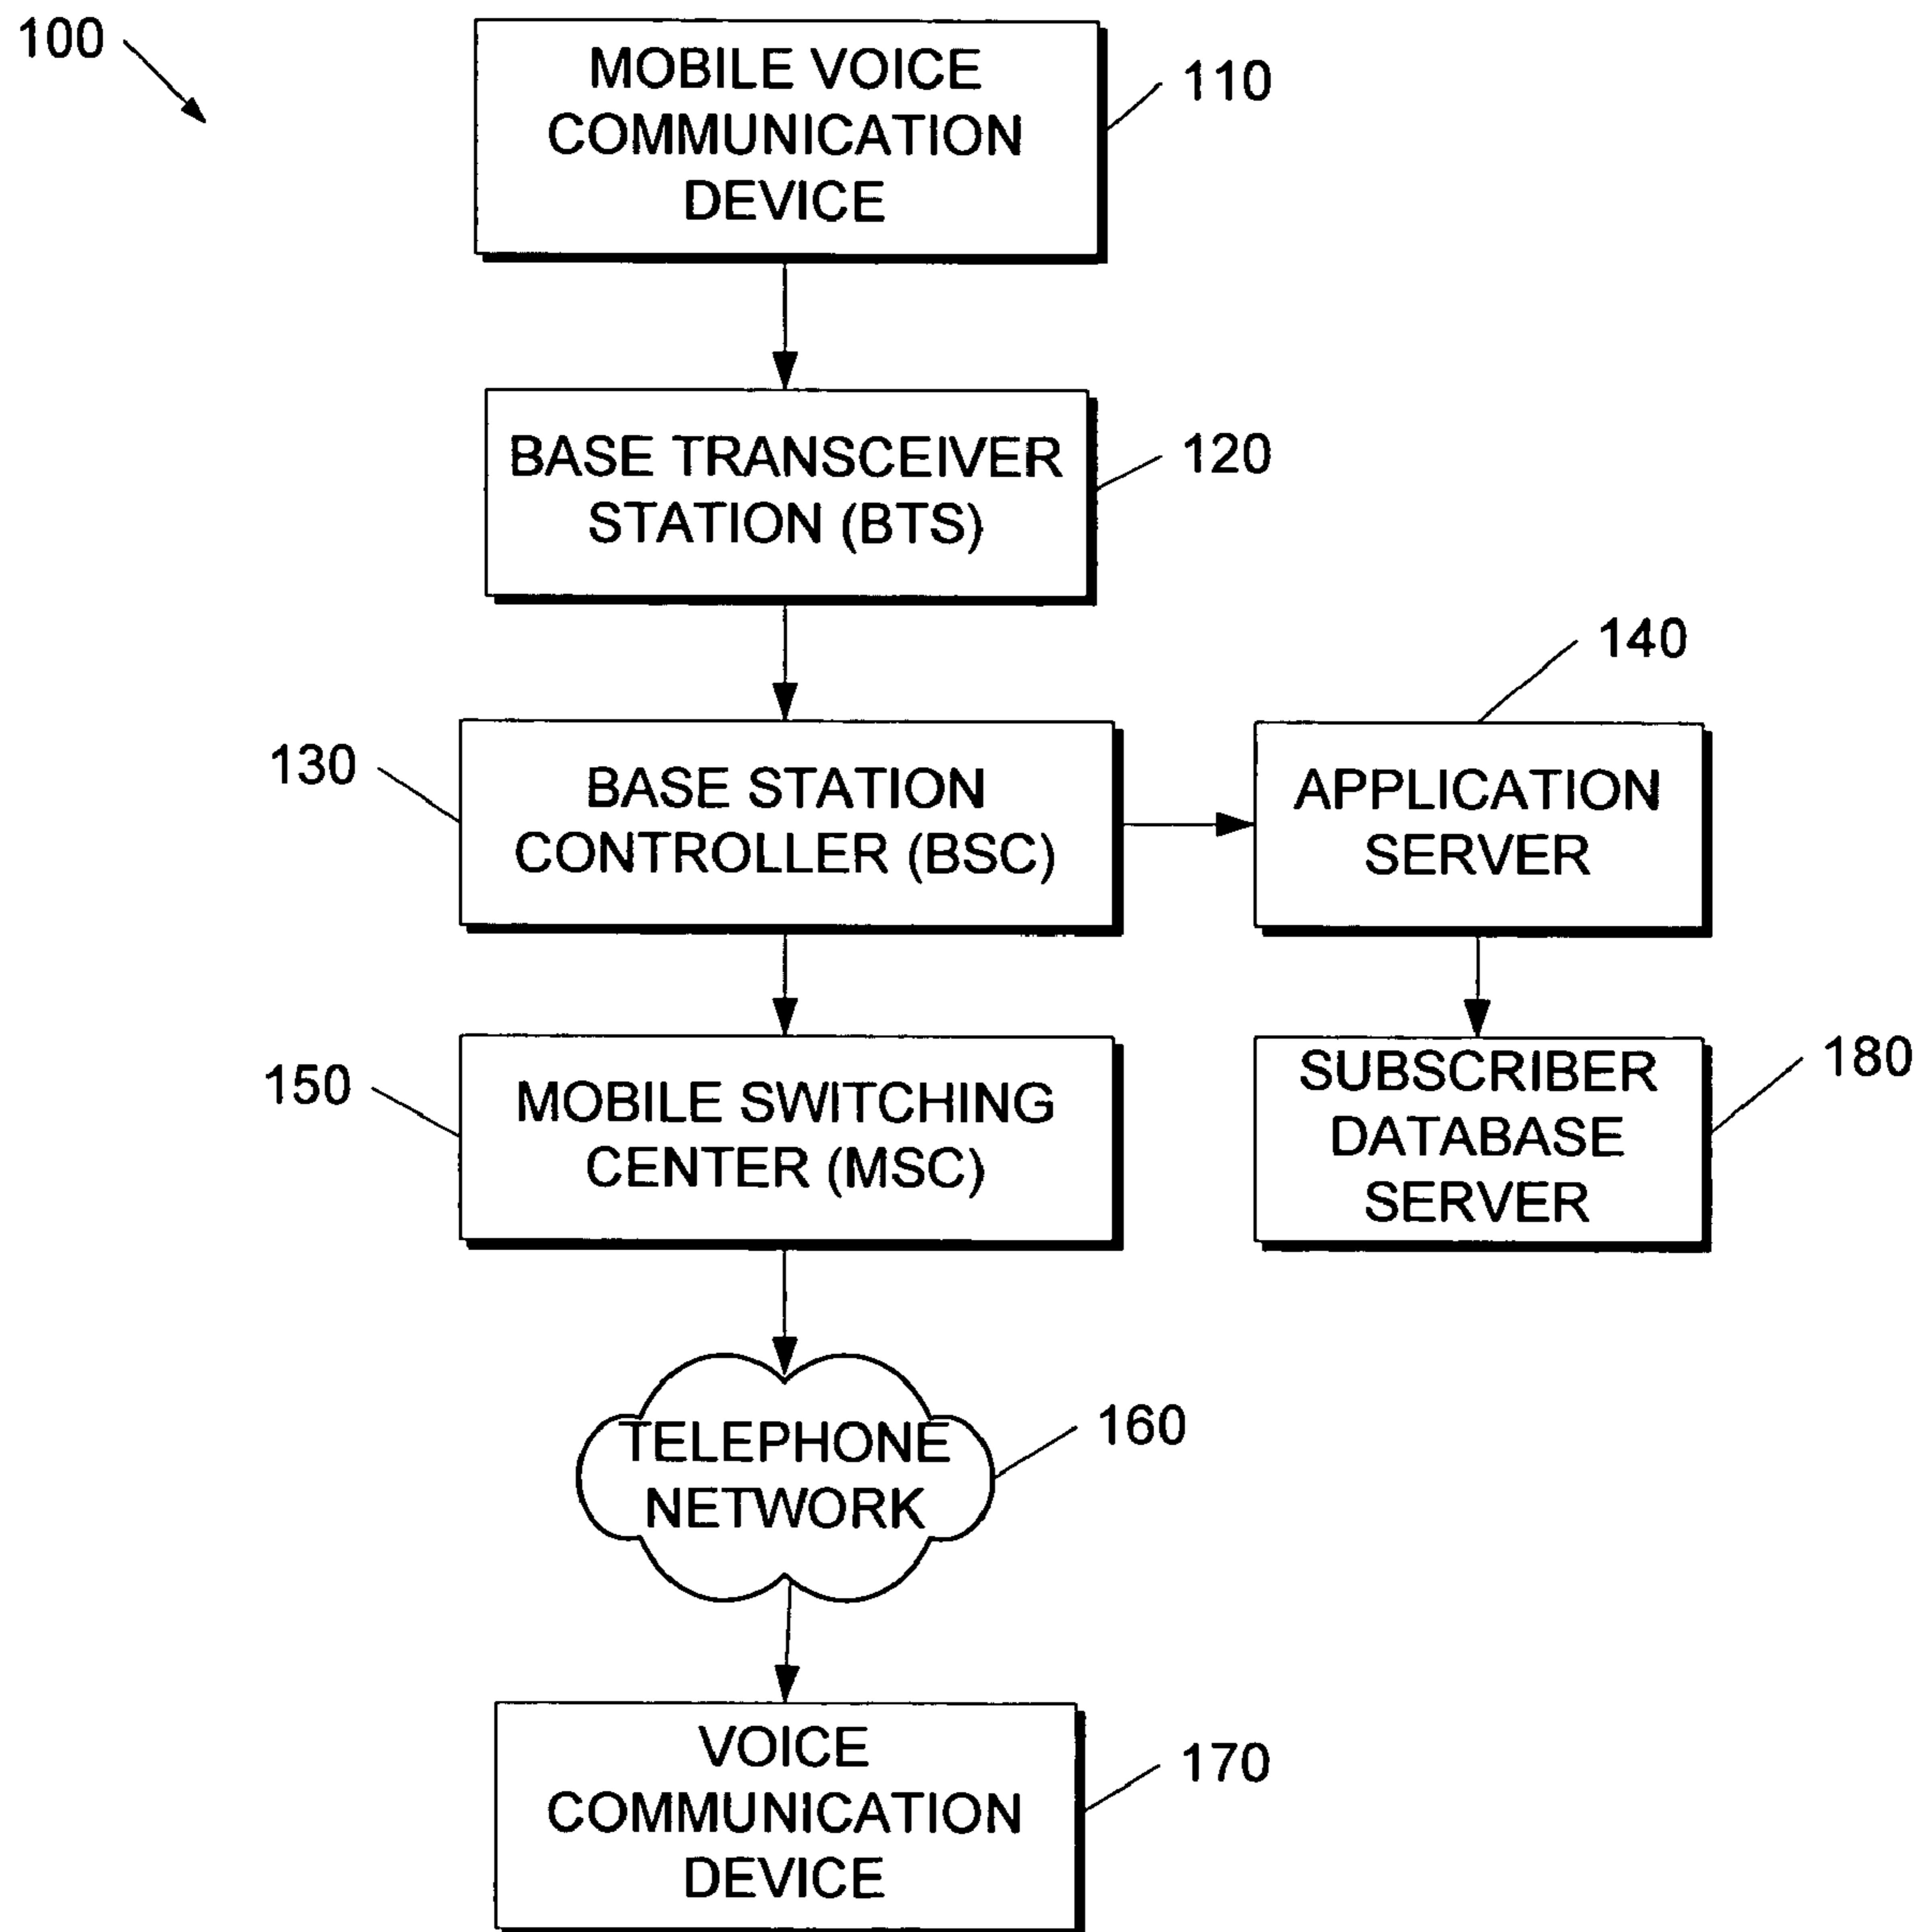 100
MOBILE VOICE
COMMUNICATION
DEVICE
110
BASE TRANSCEIVER
STATION (BTS)
120
130
BASE STATION
CONTROLLER (BSC)
140
APPLICATION
SERVER
150
MOBILE SWITCHING
CENTER (MSC)
SUBSCRIBER
DATABASE
SERVER
180
TELEPHONE
NETWORK
160
VOICE
COMMUNICATION
DEVICE
170